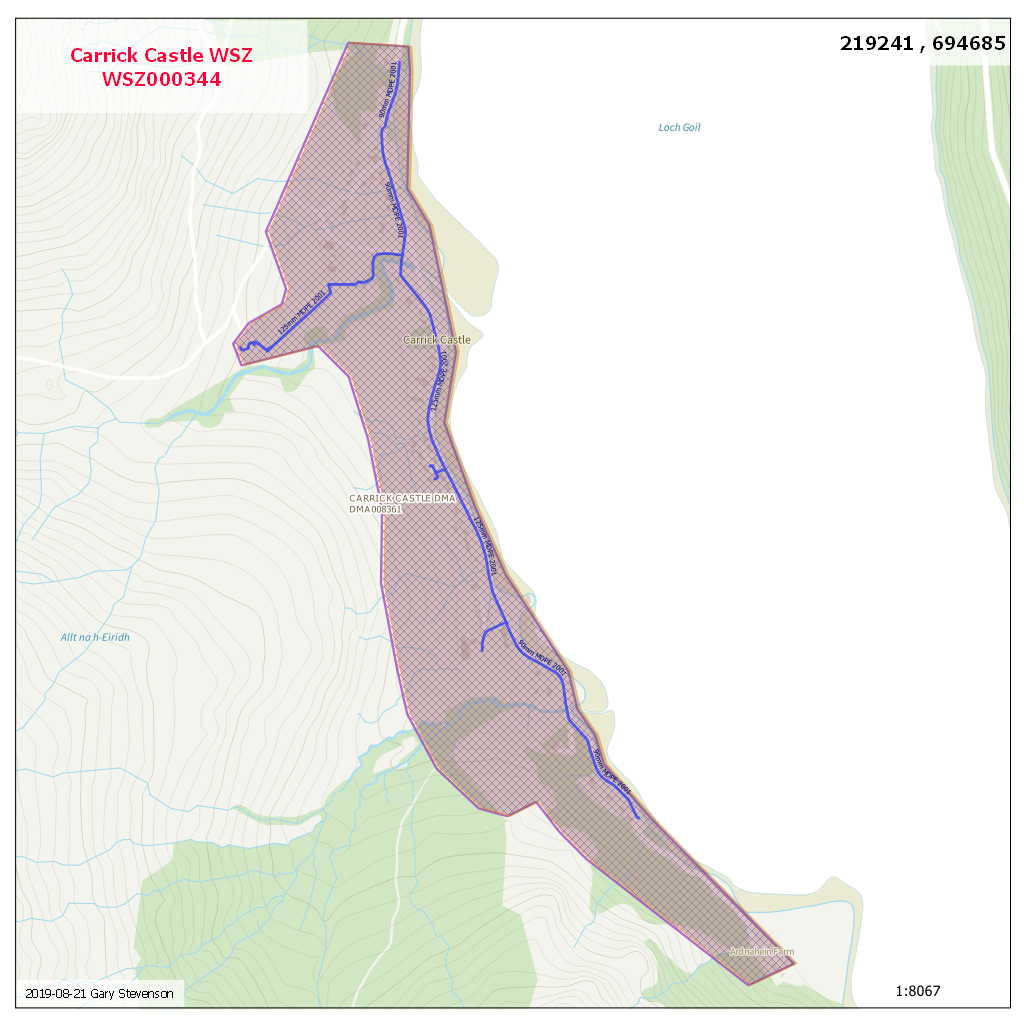 Carrick Castle WSZ
WSZ000344
219241 , 694685
90mm MDPE 2001
Loch Goil
90mm MDPE 2001
125mm MDPE 2001
Carrick Castle
125mm MDPE 2001
CARRICK CASTLE DMA
DMA008361
125mm MDPE 2001
Allt na h-Eiridh
90mm MDPE 2001
90mm MDPE 2001
Ardnahein Farm
2019-08-21 Gary Stevenson
1:8067